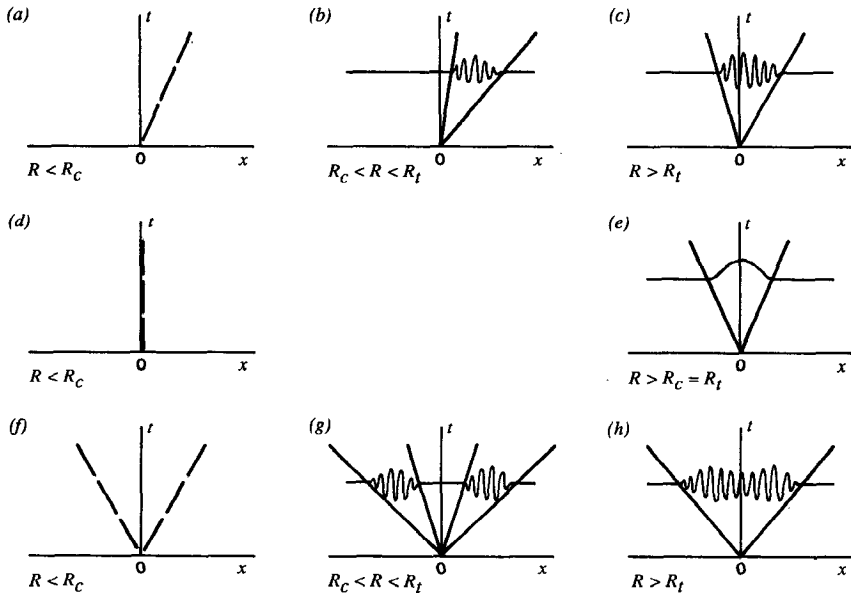 (a)
t
0
x
R < R_c
(b)
t
0
x
R_c < R < R_t
(c)
t
0
x
R > R_t
(d)
t
0
x
R < R_c
(e)
t
0
x
R > R_c = R_t
(f)
t
0
x
R < R_c
(g)
t
0
x
R_c < R < R_t
(h)
t
0
x
R > R_t